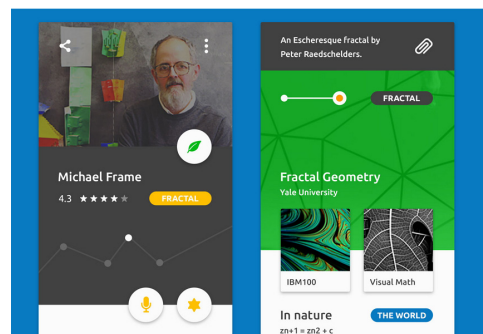 Michael Frame
4.3
FRACTAL
An Escheresque fractal by
Peter Raedschelders.
FRACTAL
Fractal Geometry
Yale University
IBM100
Visual Math
In nature
THE WORLD
zn+1 = zn2 + c